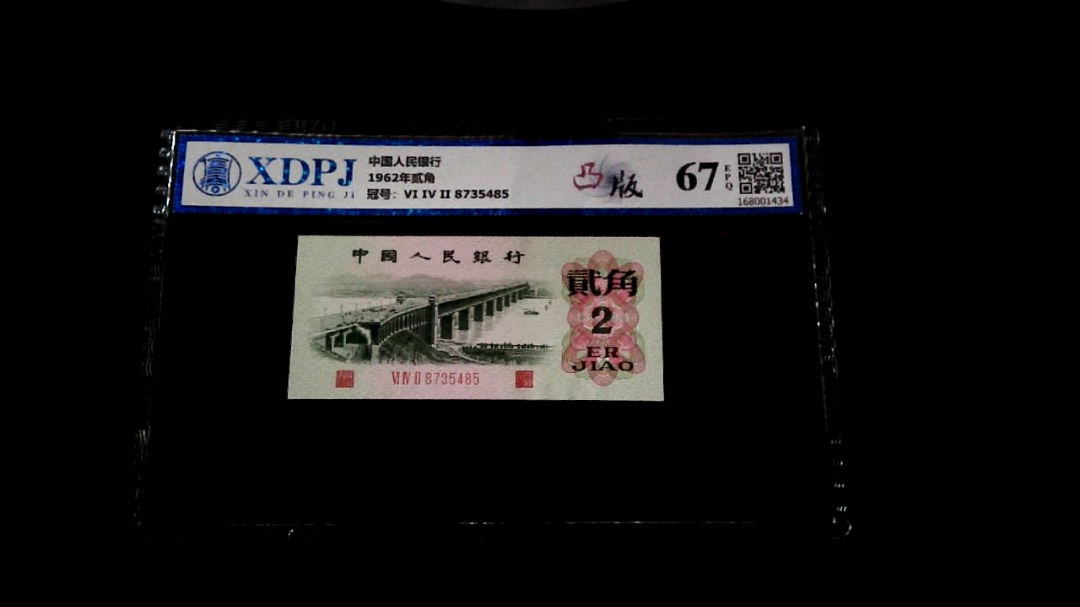 XDPJ
XIN DE PING JI
中国人民银行
1962年贰角
冠号：VI IV II 8735485
凸版
67
EPQ
168001434
中國人民銀行
貳角
2
ER
JIAO
VI IV II 8735485